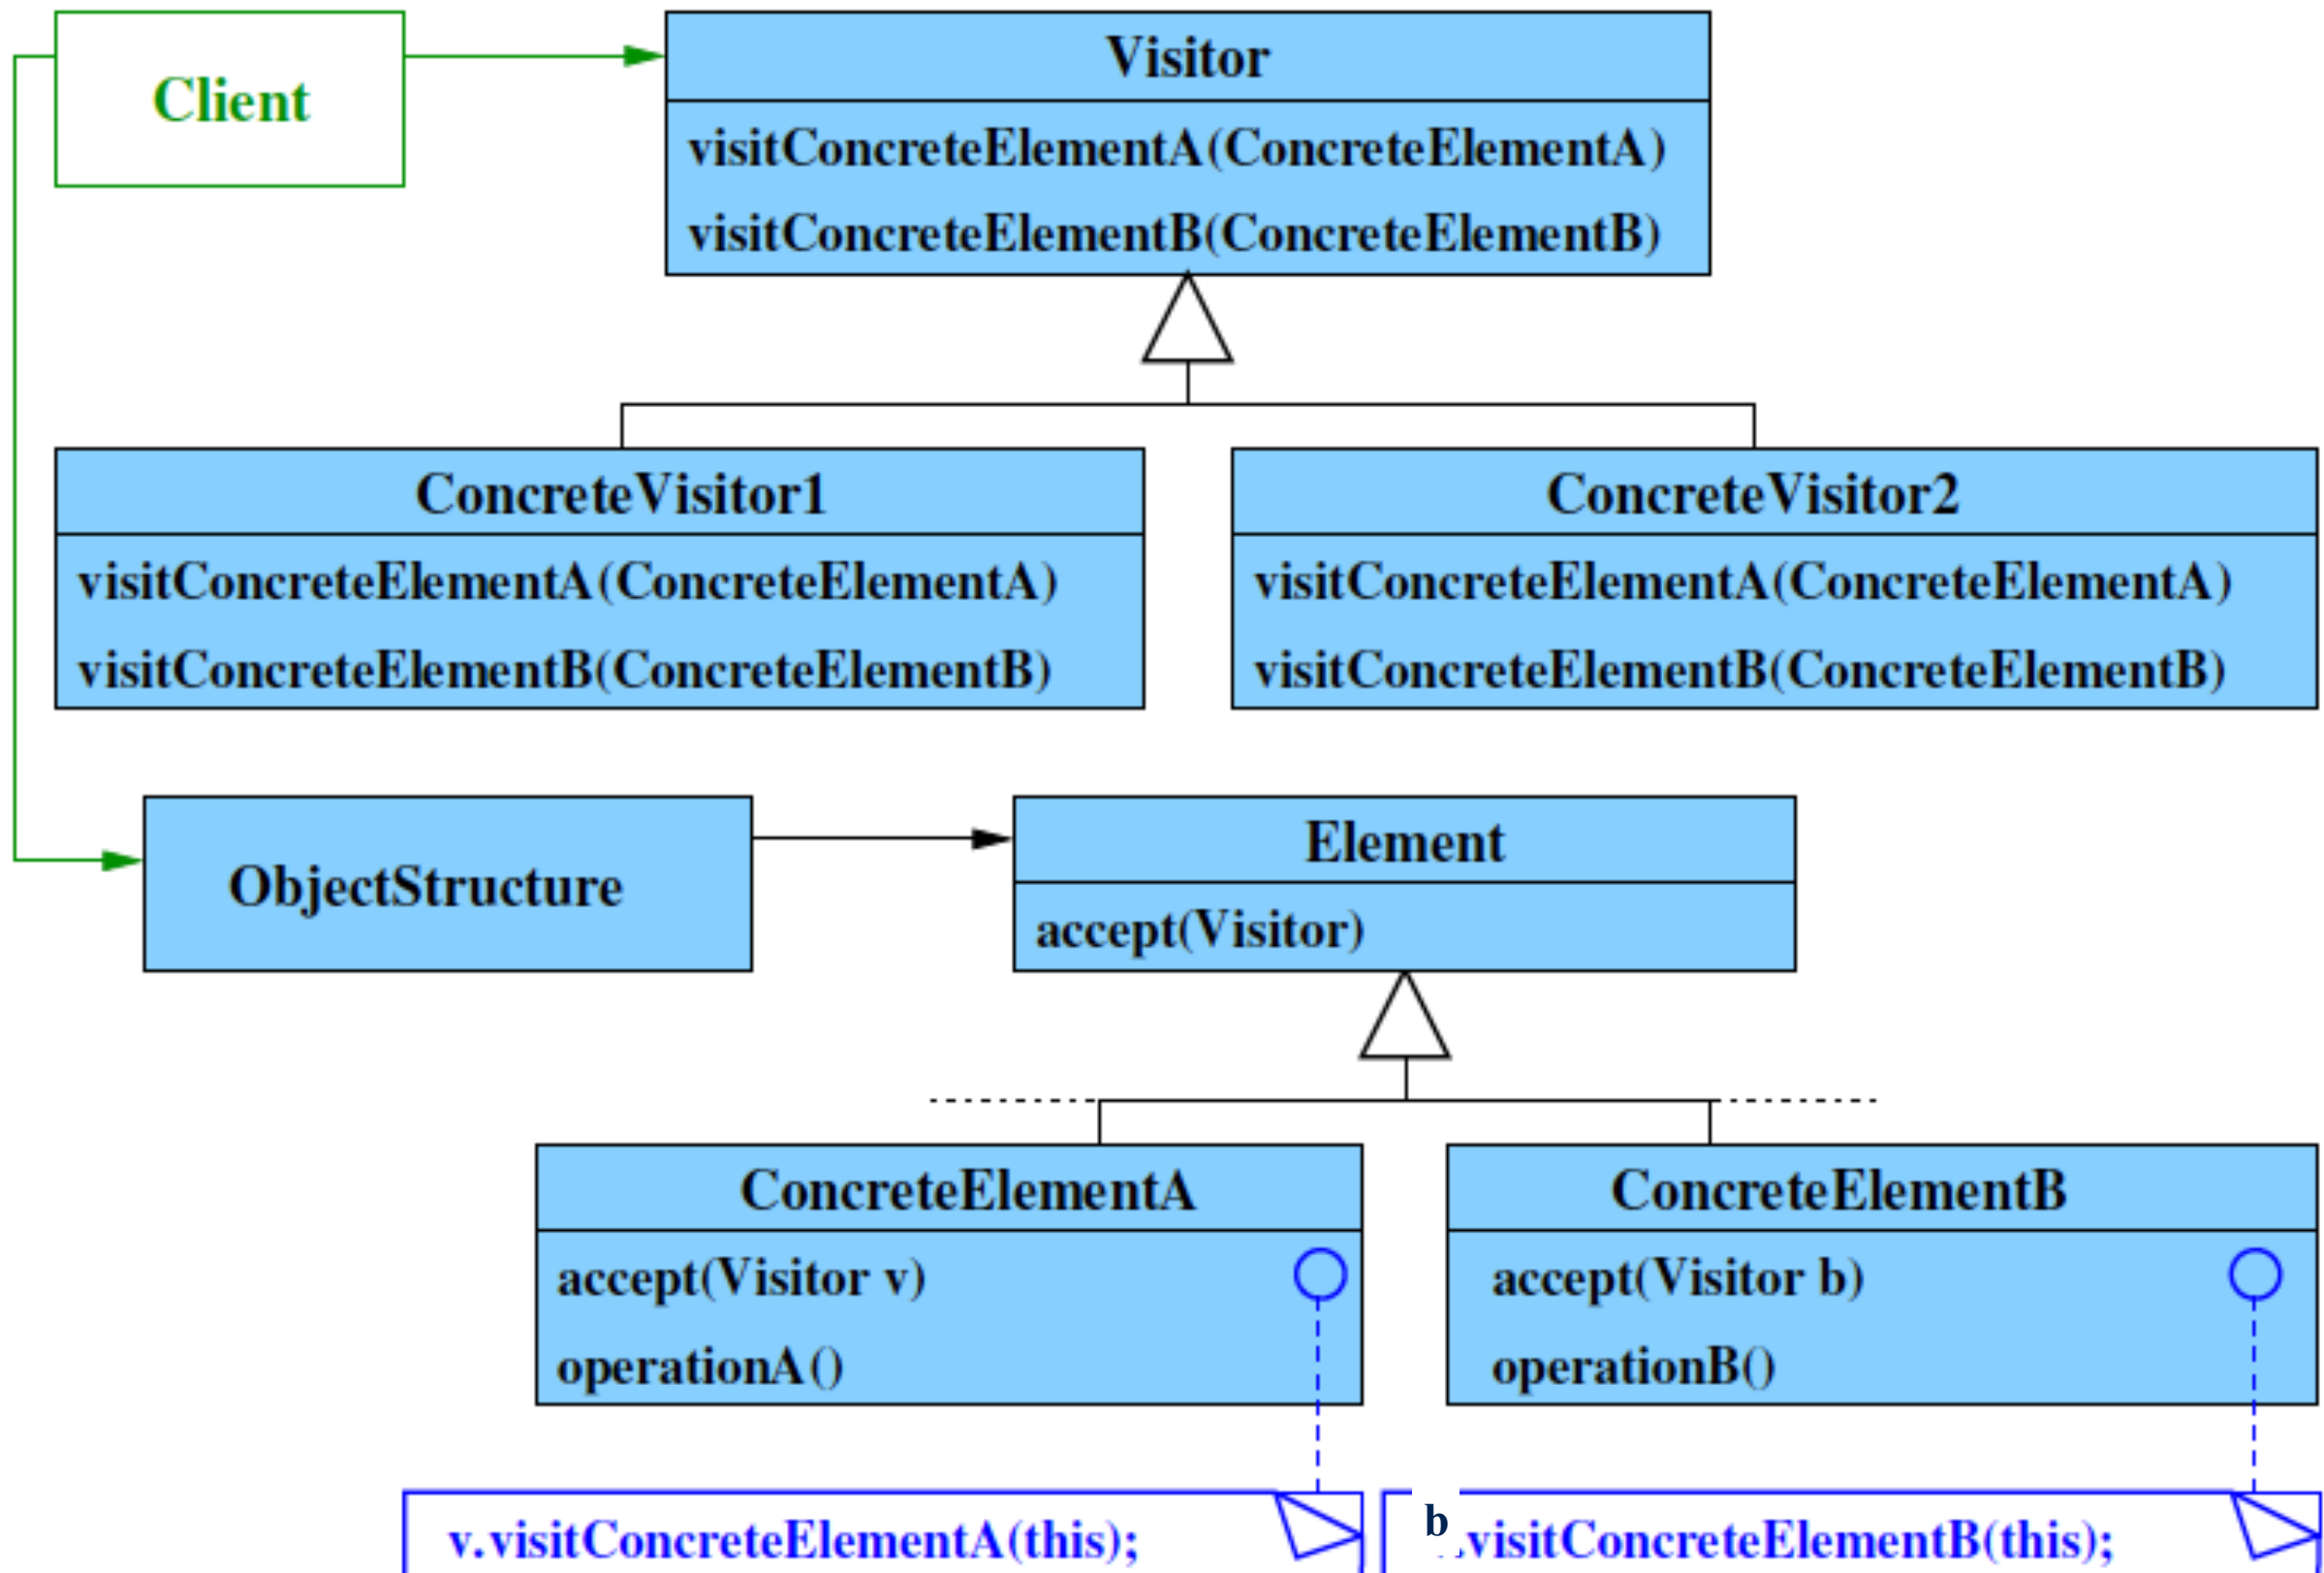 Client
Visitor
visitConcreteElementA(ConcreteElementA)
visitConcreteElementB(ConcreteElementB)
ConcreteVisitor1
visitConcreteElementA(ConcreteElementA)
visitConcreteElementB(ConcreteElementB)
ConcreteVisitor2
visitConcreteElementA(ConcreteElementA)
visitConcreteElementB(ConcreteElementB)
ObjectStructure
Element
accept(Visitor)
ConcreteElementA
accept(Visitor v)
operationA()
ConcreteElementB
accept(Visitor b)
operationB()
v.visitConcreteElementA(this);
b.visitConcreteElementB(this);